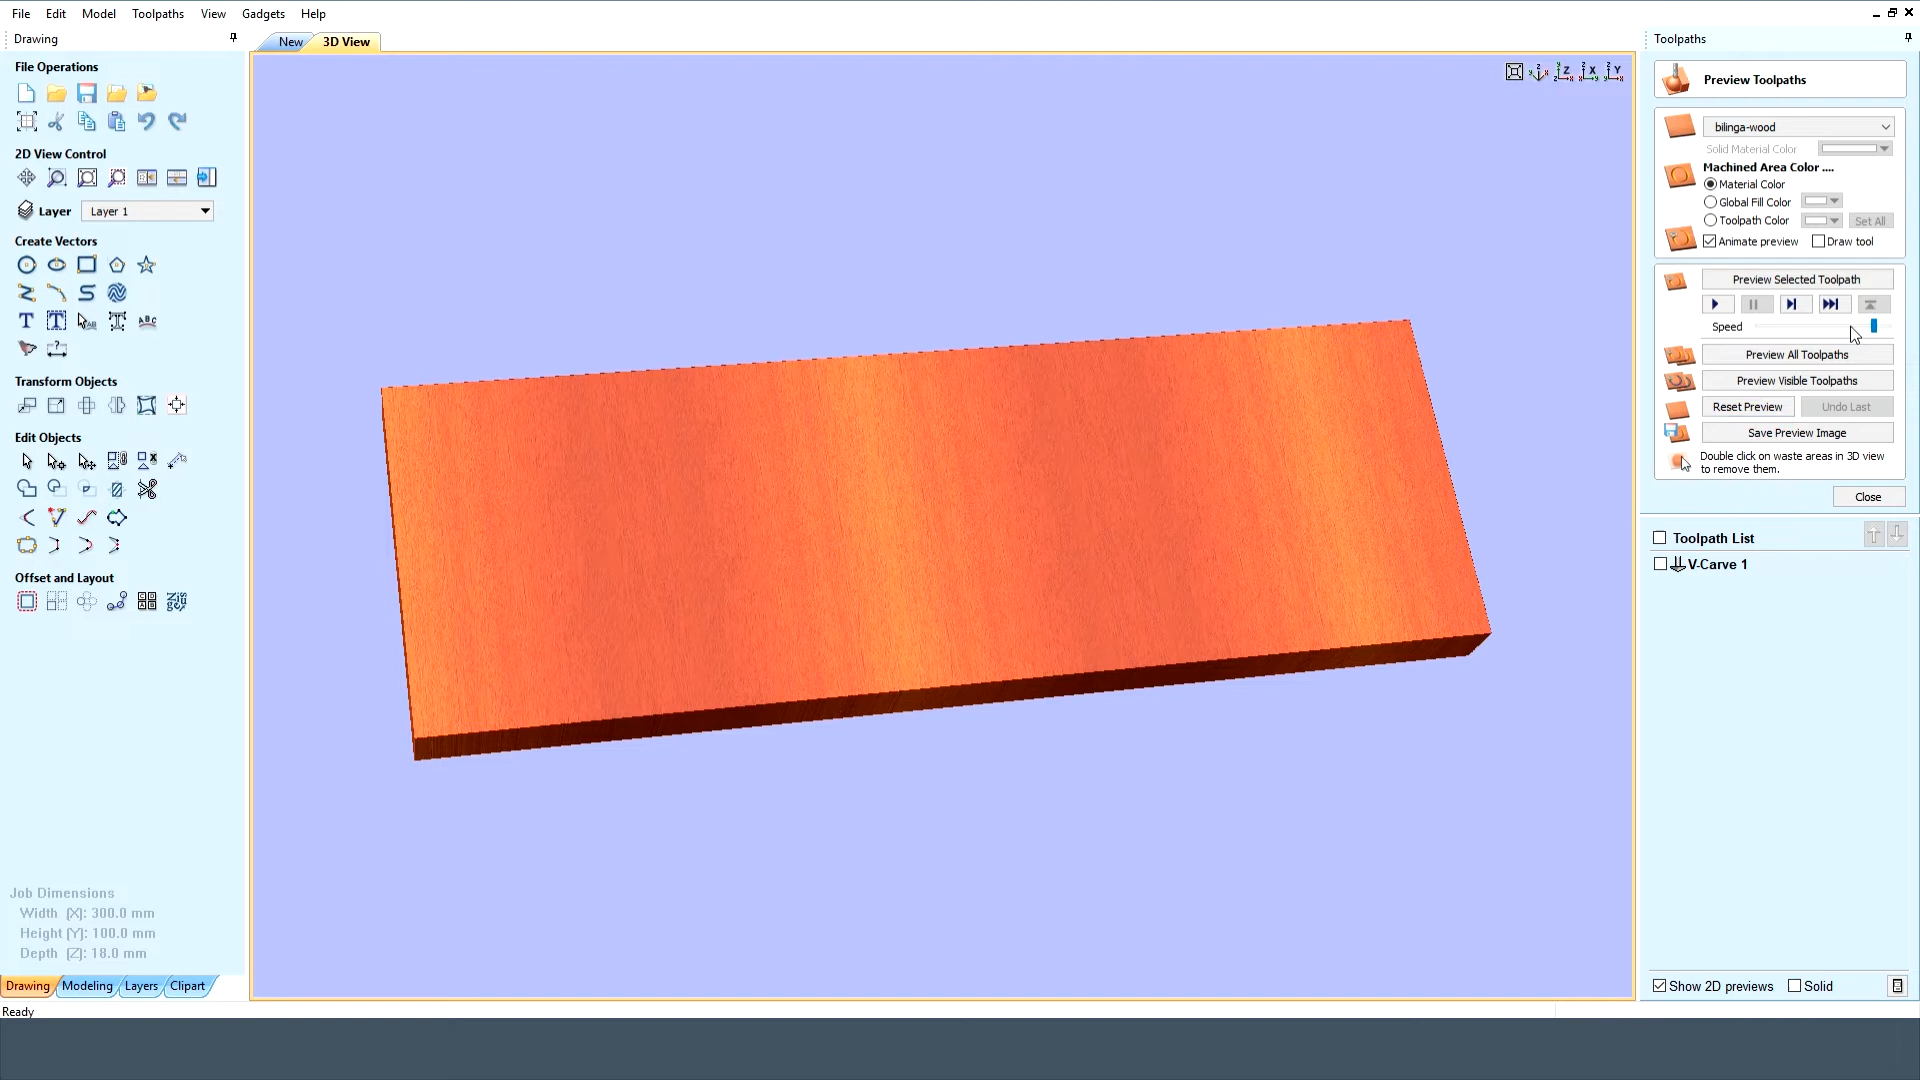 File Edit Model Toolpaths View Gadgets Help
Drawing
New 3D View
Toolpaths
File Operations
2D View Control
Layer Layer 1
Create Vectors
Transform Objects
Edit Objects
Offset and Layout
Job Dimensions
Width (X): 300.0 mm
Height (Y): 100.0 mm
Depth (Z): 18.0 mm
Drawing Modeling Layers Clipart
Ready
Preview Toolpaths
bilinga-wood
Solid Material Color
Machined Area Color ....
Material Color
Global Fill Color
Toolpath Color Set All
Animate preview Draw tool
Preview Selected Toolpath
Speed
Preview All Toolpaths
Preview Visible Toolpaths
Reset Preview Undo Last
Save Preview Image
Double click on waste areas in 3D view
to remove them.
Close
Toolpath List
V-Carve 1
Show 2D previews Solid